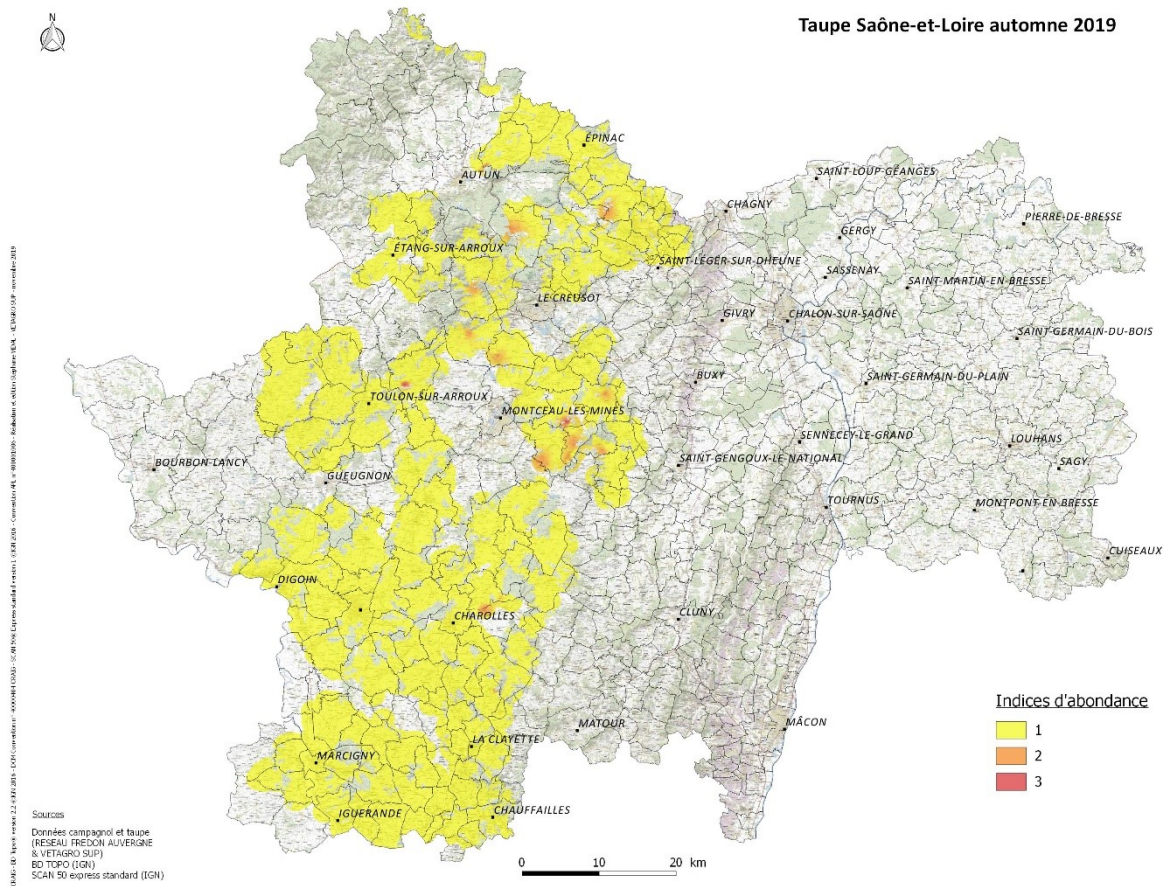 N
Taupe Saône-et-Loire automne 2019
ÉPINAC
AUTUN
SAINT-LOUP-GÉANGES
CHAGNY
PIERRE-DE-BRESSE
GERGY
ÉTANG-SUR-ARROUX
SAINT-LÉGER-SUR-DHEUNE
SASSENAY
SAINT-MARTIN-EN-BRESSE
LE CREUSOT
GIVRY
CHALON-SUR-SAÔNE
SAINT-GERMAIN-DU-BOIS
BUXY
SAINT-GERMAIN-DU-PLAIN
TOULON-SUR-ARROUX
MONTCEAU-LES-MINES
SENNECEY-LE-GRAND
LOUHANS
BOURBON-LANCY
SAINT-GENGOUX-LE-NATIONAL
SAGY
GUEUGNON
TOURNUS
MONTPONT-EN-BRESSE
CUISEAUX
DIGOIN
CHAROLLES
CLUNY
MATOUR
MÂCON
LA CLAYETTE
MARCIGNY
IGUERANDE
CHAUFFAILLES
Indices d'abondance
1
2
3
Sources
Données campagnol et taupe
(RESEAU FREDON AUVERGNE
& VETAGRO SUP)
BD TOPO (IGN)
SCAN 50 express standard (IGN)
0 10 20 km